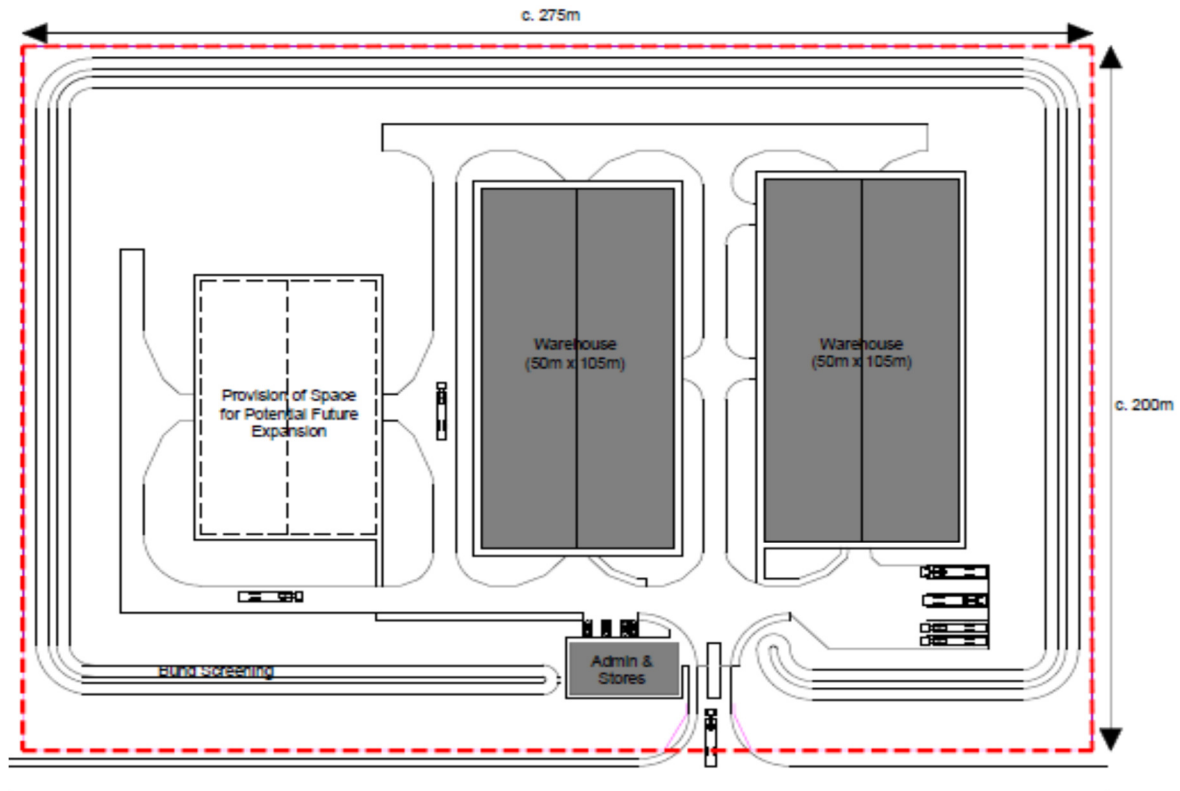 c. 275m
Warehouse
(50m x 105m)
Warehouse
(50m x 105m)
Provision of Space
for Potential Future
Expansion
c. 200m
Admin &
Stores
Bund Screening